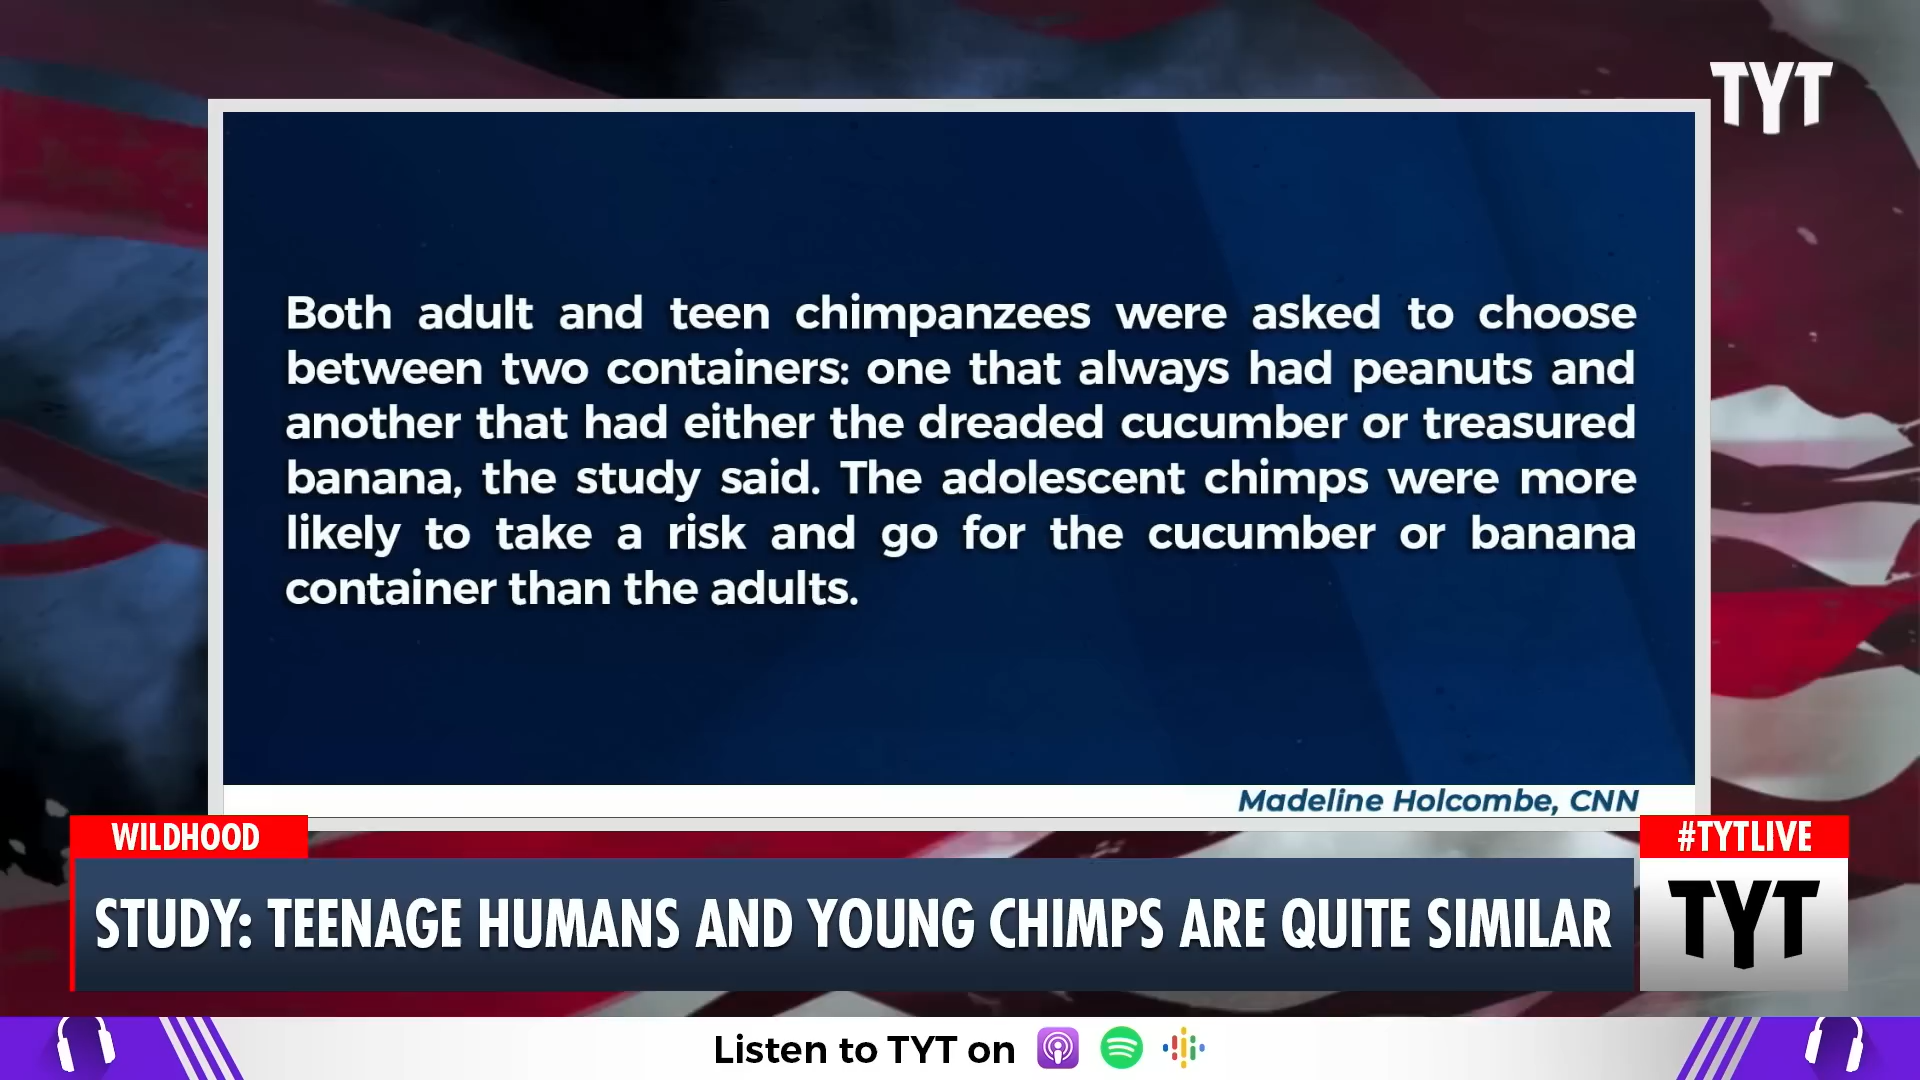 TYT
Both adult and teen chimpanzees were asked to choose
between two containers: one that always had peanuts and
another that had either the dreaded cucumber or treasured
banana, the study said. The adolescent chimps were more
likely to take a risk and go for the cucumber or banana
container than the adults.
Madeline Holcombe, CNN
WILDHOOD
#TYTLIVE
STUDY: TEENAGE HUMANS AND YOUNG CHIMPS ARE QUITE SIMILAR
TYT
Listen to TYT on